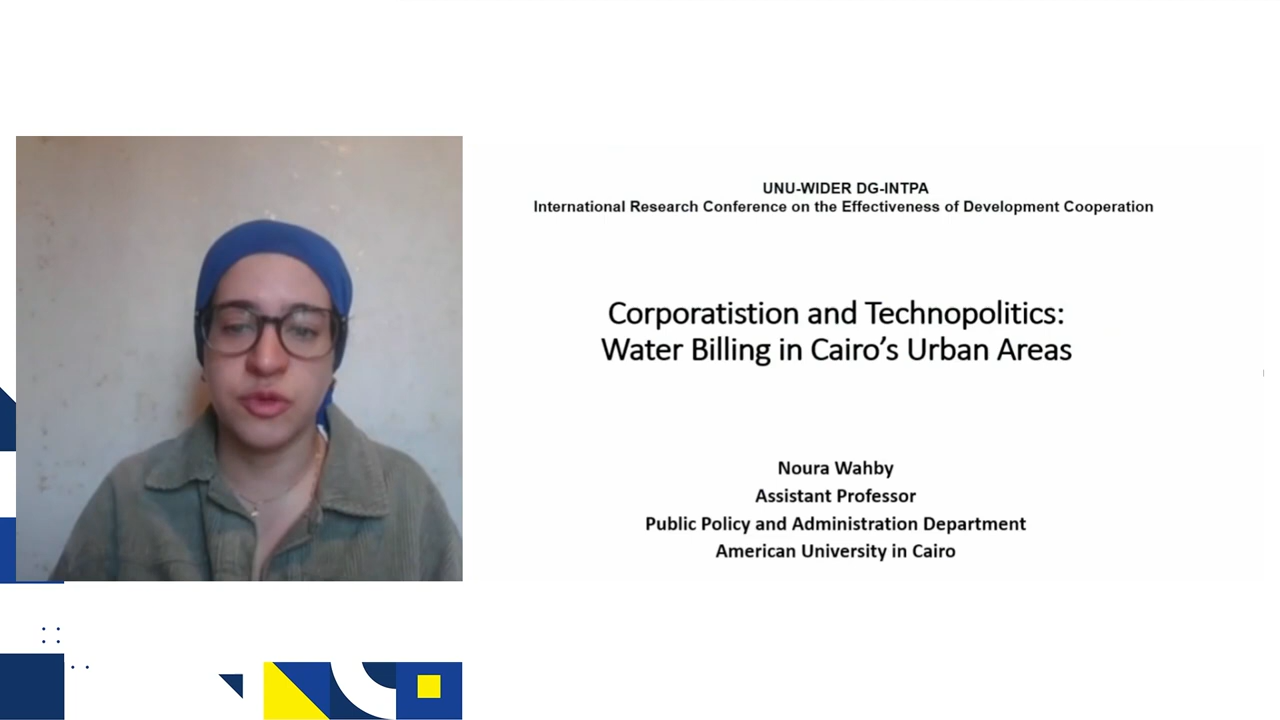 UNU-WIDER DG-INTPA
International Research Conference on the Effectiveness of Development Cooperation
Corporatistion and Technopolitics:
Water Billing in Cairo's Urban Areas
Noura Wahby
Assistant Professor
Public Policy and Administration Department
American University in Cairo